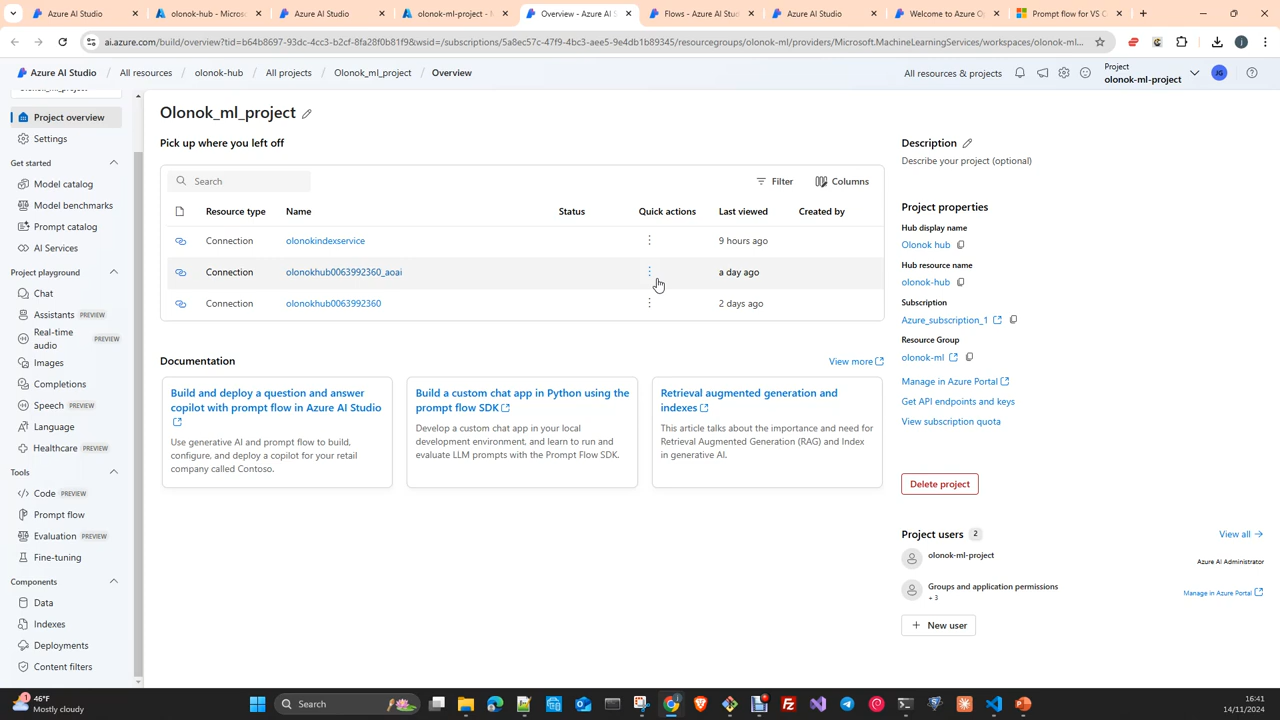 Azure AI Studio
olonok-hub - Microso
Azure AI Studio
olonok-ml-project - M
Overview - Azure AI S
Flows - Azure AI Stud
Azure AI Studio
Welcome to Azure Op
Prompt flow for VS C
ai.azure.com/build/overview?tid=b64b8697-93dc-4cc3-b2cf-8fa28f0b81f9&wsid=/subscriptions/5a8ec57c-47f9-4bc3-aee5-9e4db1b89345/resourcegroups/olonok-ml/providers/Microsoft.MachineLearningServices/workspaces/olonok-ml...
Azure AI Studio / All resources / olonok-hub / All projects / Olonok_ml_project / Overview
All resources & projects
Project
olonok-ml-project
JG
Project overview
Settings
Get started
Model catalog
Model benchmarks
Prompt catalog
AI Services
Project playground
Chat
Assistants PREVIEW
Real-time audio PREVIEW
Images
Completions
Speech PREVIEW
Language
Healthcare PREVIEW
Tools
Code PREVIEW
Prompt flow
Evaluation PREVIEW
Fine-tuning
Components
Data
Indexes
Deployments
Content filters
Olonok_ml_project
Pick up where you left off
Search
Filter
Columns
Resource type Name Status Quick actions Last viewed Created by
Connection olonokindexservice 9 hours ago
Connection olonokhub0063992360_aoai a day ago
Connection olonokhub0063992360 2 days ago
Documentation
View more
Build and deploy a question and answer
copilot with prompt flow in Azure AI Studio
Use generative AI and prompt flow to build,
configure, and deploy a copilot for your retail
company called Contoso.
Build a custom chat app in Python using the
prompt flow SDK
Develop a custom chat app in your local
development environment, and learn to run and
evaluate LLM prompts with the Prompt Flow SDK.
Retrieval augmented generation and
indexes
This article talks about the importance and need for
Retrieval Augmented Generation (RAG) and Index
in generative AI.
Description
Describe your project (optional)
Project properties
Hub display name
Olonok hub
Hub resource name
olonok-hub
Subscription
Azure_subscription_1
Resource Group
olonok-ml
Manage in Azure Portal
Get API endpoints and keys
View subscription quota
Delete project
Project users 2
View all
olonok-ml-project
Azure AI Administrator
Groups and application permissions
+ 3
Manage in Azure Portal
New user
1
46°F
Mostly cloudy
Search
16:41
14/11/2024